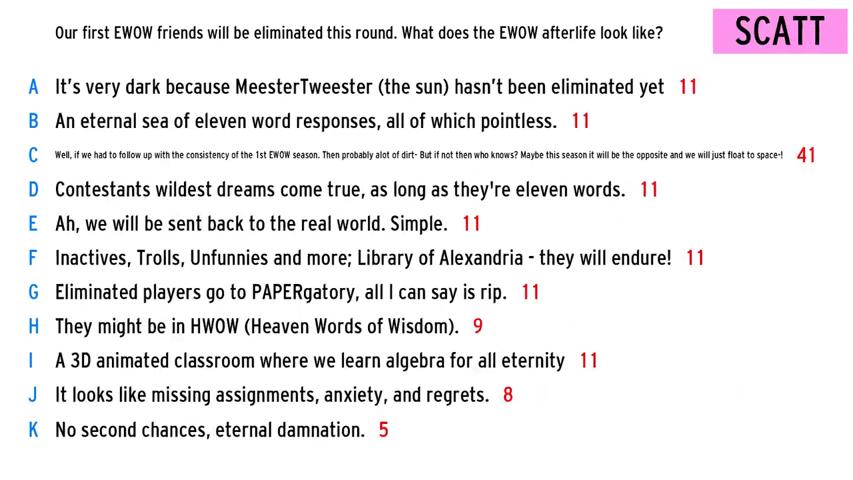 Our first EWOW friends will be eliminated this round. What does the EWOW afterlife look like?
SCATT
A It's very dark because MeesterTweester (the sun) hasn't been eliminated yet 11
B An eternal sea of eleven word responses, all of which pointless. 11
C Well, if we had to follow up with the consistency of the 1st EWOW season. Then probably alot of dirt- But if not then who knows? Maybe this season it will be the opposite and we will just float to space-! 41
D Contestants wildest dreams come true, as long as they're eleven words. 11
E Ah, we will be sent back to the real world. Simple. 11
F Inactives, Trolls, Unfunnies and more; Library of Alexandria - they will endure! 11
G Eliminated players go to PAPERgatory, all I can say is rip. 11
H They might be in HWOW (Heaven Words of Wisdom). 9
I A 3D animated classroom where we learn algebra for all eternity 11
J It looks like missing assignments, anxiety, and regrets. 8
K No second chances, eternal damnation. 5